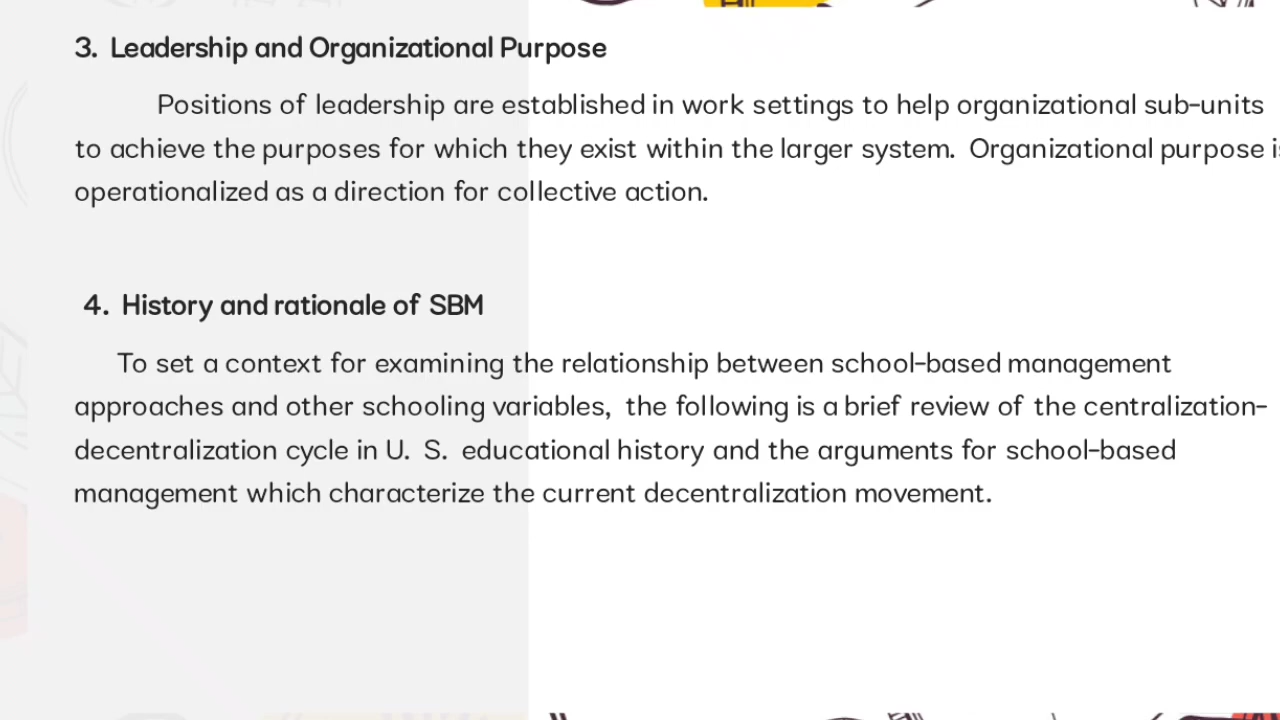 3. Leadership and Organizational Purpose
Positions of leadership are established in work settings to help organizational sub-units
to achieve the purposes for which they exist within the larger system. Organizational purpose is
operationalized as a direction for collective action.
4. History and rationale of SBM
To set a context for examining the relationship between school-based management
approaches and other schooling variables, the following is a brief review of the centralization-
decentralization cycle in U. S. educational history and the arguments for school-based
management which characterize the current decentralization movement.